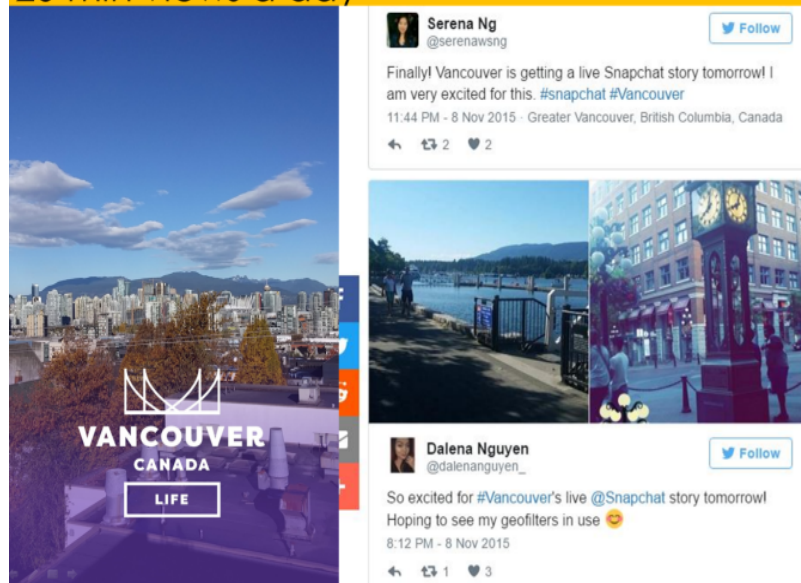 VANCOUVER
CANADA
LIFE
Serena Ng
@serenawsng
Follow
Finally! Vancouver is getting a live Snapchat story tomorrow! I
am very excited for this. #snapchat #Vancouver
11:44 PM - 8 Nov 2015 · Greater Vancouver, British Columbia, Canada
2 2
Dalena Nguyen
@dalenanguyen_
Follow
So excited for #Vancouver's live @Snapchat story tomorrow!
Hoping to see my geofilters in use 😊
8:12 PM - 8 Nov 2015
1 3